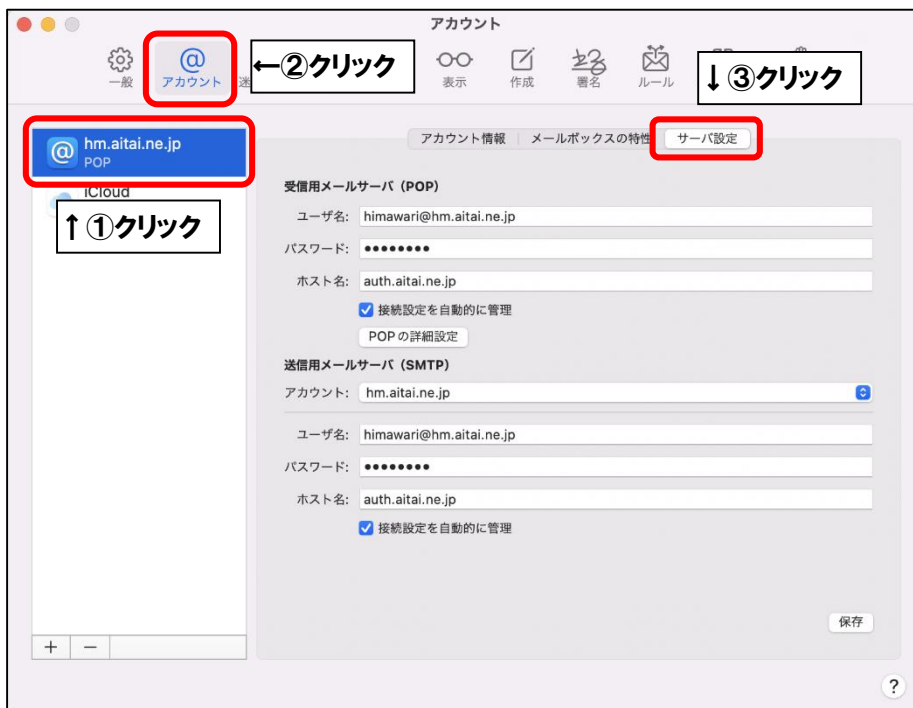 アカウント
一般
アカウント
迷
←②クリック
表示
作成
署名
ルール
↓③クリック
hm.aitai.ne.jp
POP
iCloud
↑①クリック
アカウント情報
メールボックスの特性
サーバ設定
受信用メールサーバ（POP）
ユーザ名: himawari@hm.aitai.ne.jp
パスワード: ●●●●●●●●
ホスト名: auth.aitai.ne.jp
接続設定を自動的に管理
POPの詳細設定
送信用メールサーバ（SMTP）
アカウント: hm.aitai.ne.jp
ユーザ名: himawari@hm.aitai.ne.jp
パスワード: ●●●●●●●●
ホスト名: auth.aitai.ne.jp
接続設定を自動的に管理
保存
+ −
?